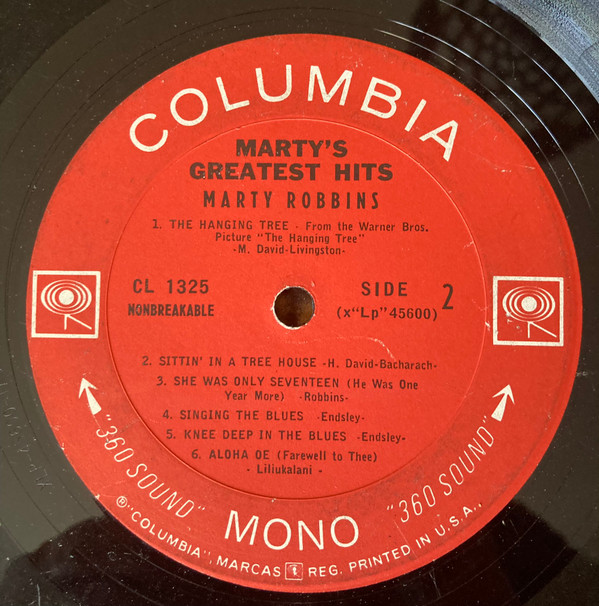 COLUMBIA
MARTY'S
GREATEST HITS
MARTY ROBBINS
1. THE HANGING TREE - From the Warner Bros.
Picture "The Hanging Tree"
-M. David-Livingston-
CL 1325
NONBREAKABLE
SIDE 2
(x"Lp"45600)
2. SITTIN' IN A TREE HOUSE -H. David-Bacharach-
3. SHE WAS ONLY SEVENTEEN (He Was One
Year More) -Robbins-
4. SINGING THE BLUES -Endsley-
5. KNEE DEEP IN THE BLUES -Endsley-
6. ALOHA OE (Farewell to Thee)
- Liliukalani -
"360 SOUND"
MONO
"360 SOUND"
® "COLUMBIA", MARCAS T REG. PRINTED IN U.S.A.